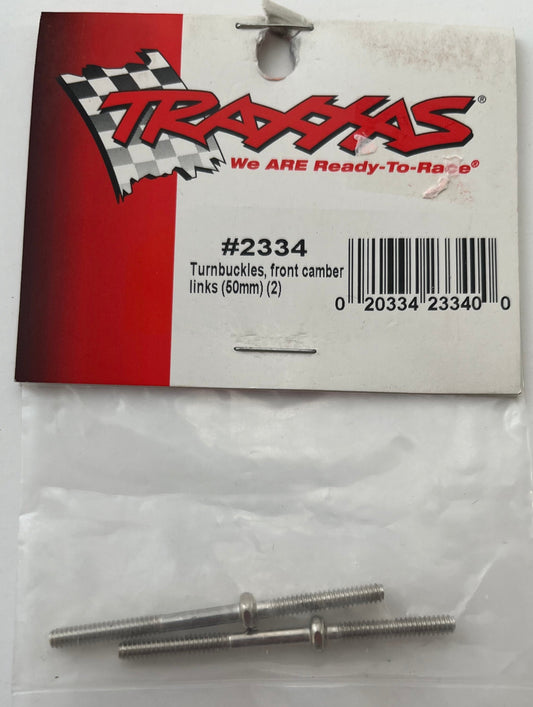 TRAXXAS®
We ARE Ready-To-Race®
#2334
Turnbuckles, front camber
links (50mm) (2)
0 20334 23340 0